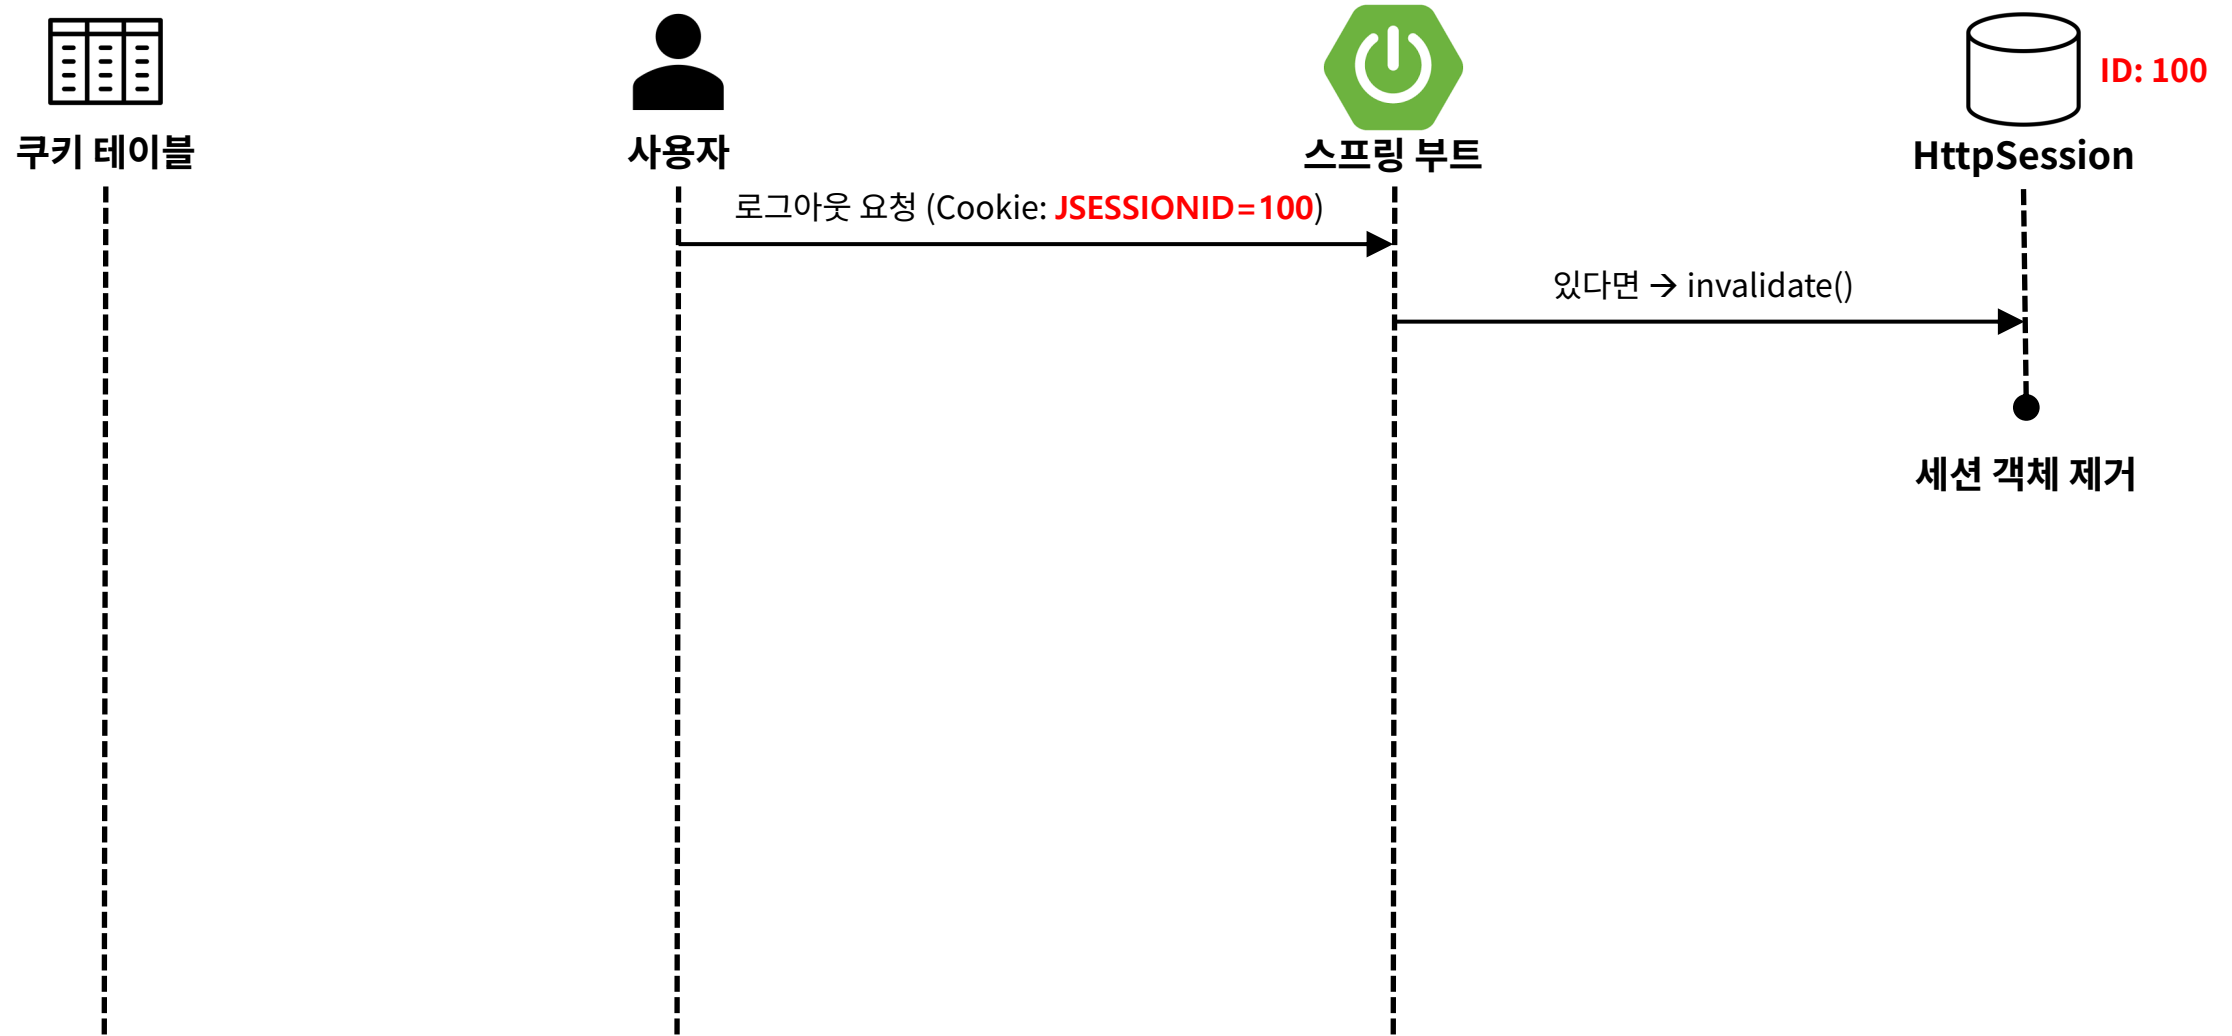 쿠키 테이블
사용자
스프링 부트
HttpSession
ID: 100
로그아웃 요청 (Cookie: JSESSIONID=100)
있다면 → invalidate()
세션 객체 제거